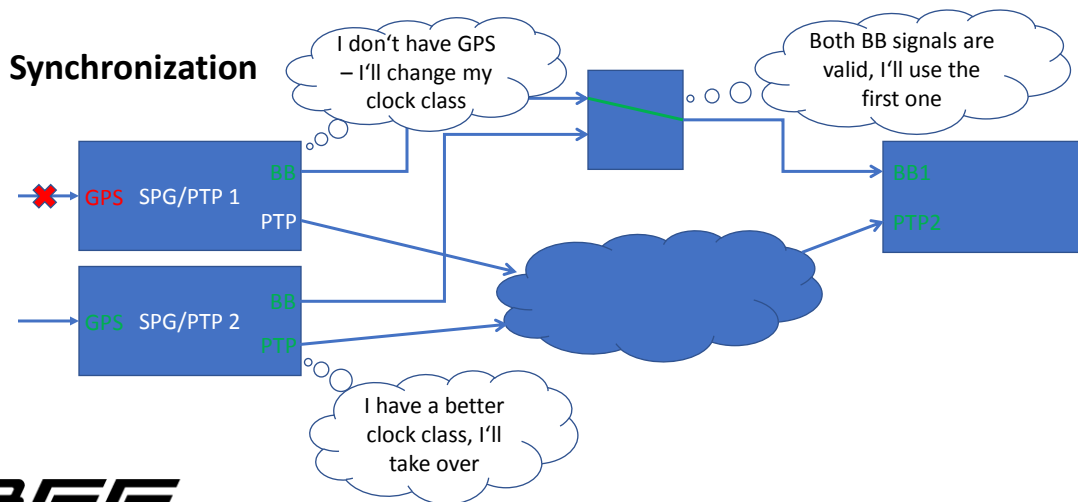 Synchronization
I don't have GPS
– I'll change my
clock class
Both BB signals are
valid, I'll use the
first one
BB
GPS SPG/PTP 1
PTP
BB1
PTP2
BB
GPS SPG/PTP 2
PTP
I have a better
clock class, I'll
take over